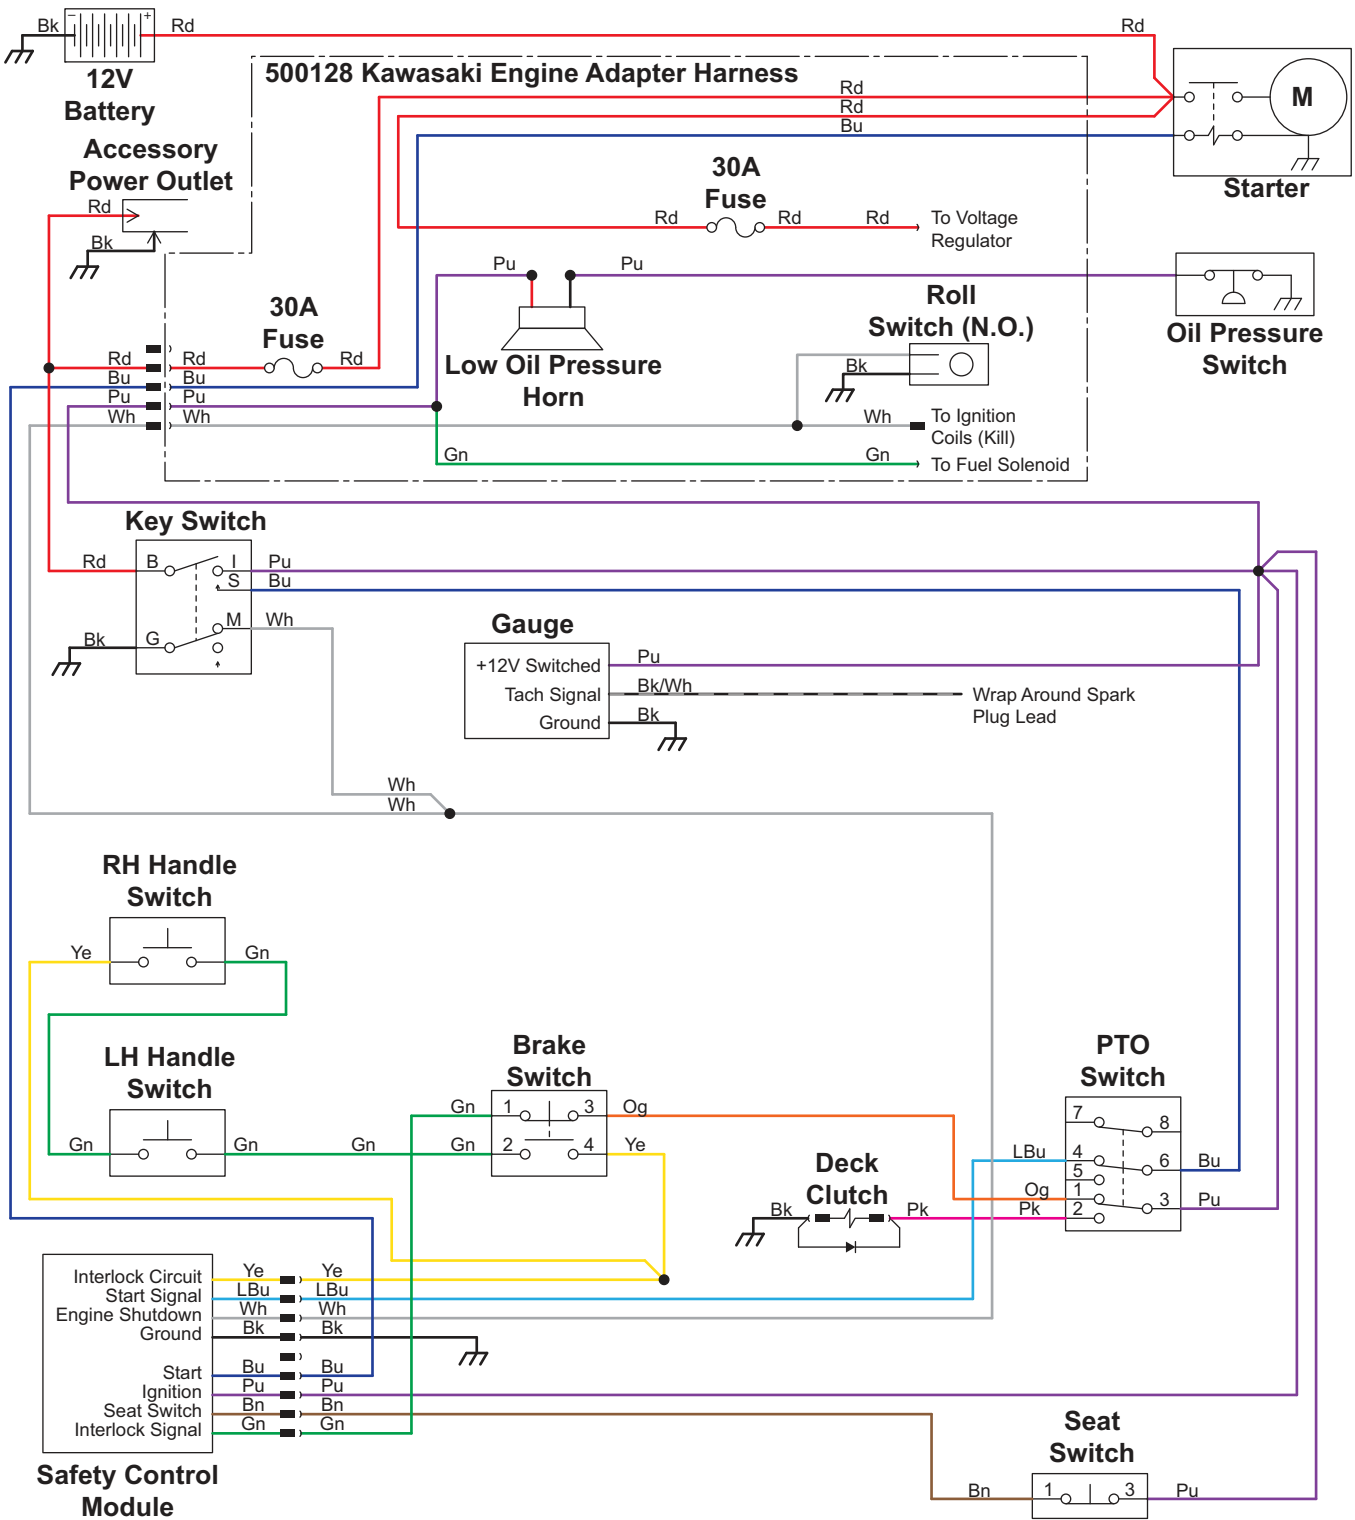 Bk
−
+
Rd
Rd
12V
Battery
500128 Kawasaki Engine Adapter Harness
Rd
Rd
Bu
M
Starter
Accessory
Power Outlet
Rd
Bk
30A
Fuse
Rd
Rd
Rd
To Voltage
Regulator
Pu
Pu
Oil Pressure
Switch
30A
Fuse
Low Oil Pressure
Horn
Roll
Switch (N.O.)
Bk
Rd
Rd
Rd
Bu
Bu
Pu
Pu
Wh
Wh
Wh
To Ignition
Coils (Kill)
Gn
Gn
To Fuel Solenoid
Key Switch
Rd
B
I
Pu
S
Bu
M
Wh
Bk
G
Gauge
+12V Switched
Pu
Tach Signal
Bk/Wh
Wrap Around Spark
Plug Lead
Ground
Bk
Wh
Wh
RH Handle
Switch
Ye
Gn
LH Handle
Switch
Gn
Gn
Gn
Brake
Switch
Gn
1
3
Og
Gn
2
4
Ye
PTO
Switch
7
8
LBu
4
6
Bu
5
Og
1
3
Pu
Pk
2
Deck
Clutch
Bk
Pk
Interlock Circuit
Ye
Ye
Start Signal
LBu
LBu
Engine Shutdown
Wh
Wh
Ground
Bk
Bk
Start
Bu
Bu
Ignition
Pu
Pu
Seat Switch
Bn
Bn
Interlock Signal
Gn
Gn
Safety Control
Module
Seat
Switch
Bn
1
3
Pu